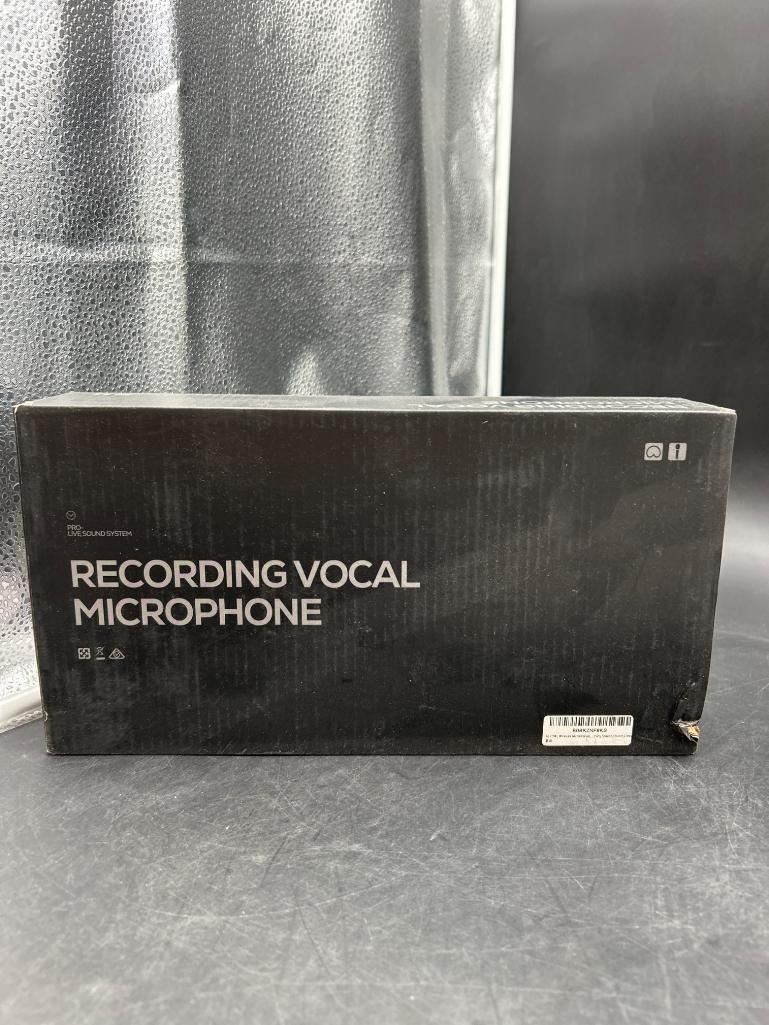 PRO-
LIVE SOUND SYSTEM
RECORDING VOCAL
MICROPHONE